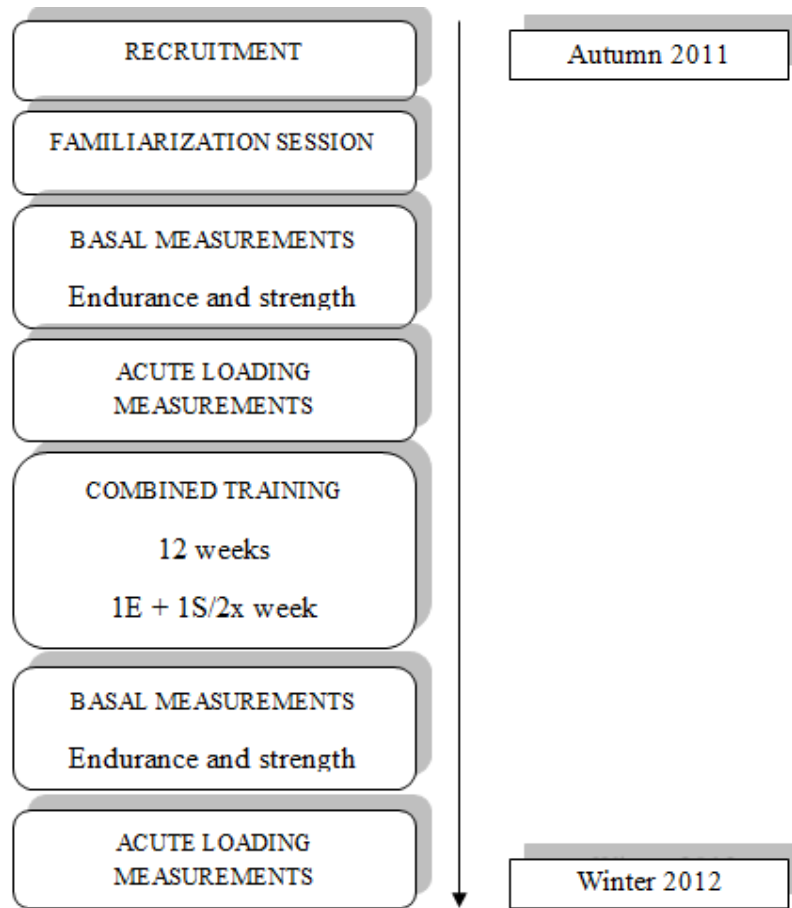 RECRUITMENT
Autumn 2011
FAMILIARIZATION SESSION
BASAL MEASUREMENTS
Endurance and strength
ACUTE LOADING
MEASUREMENTS
COMBINED TRAINING
12 weeks
1E + 1S/2x week
BASAL MEASUREMENTS
Endurance and strength
ACUTE LOADING
MEASUREMENTS
Winter 2012